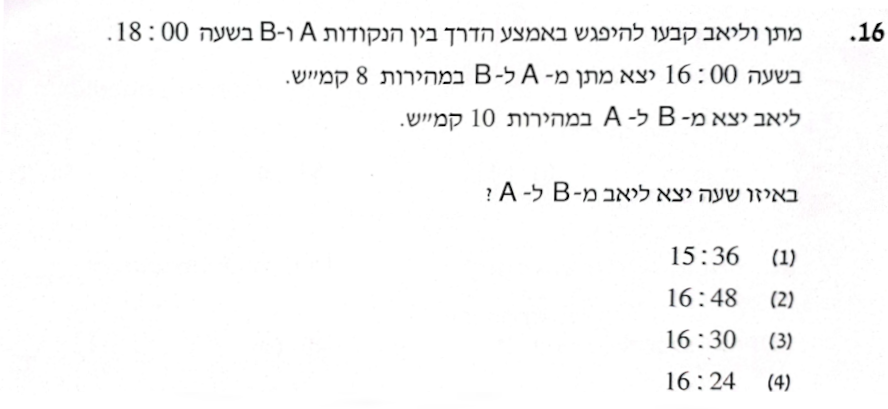 16. מתן וליאב קבעו להיפגש באמצע הדרך בין הנקודות A ו-B בשעה 18:00.
בשעה 16:00 יצא מתן מ- A ל-B במהירות 8 קמ״ש.
ליאב יצא מ- B ל- A במהירות 10 קמ״ש.
באיזו שעה יצא ליאב מ-B ל- A ?
(1) 15:36
(2) 16:48
(3) 16:30
(4) 16:24